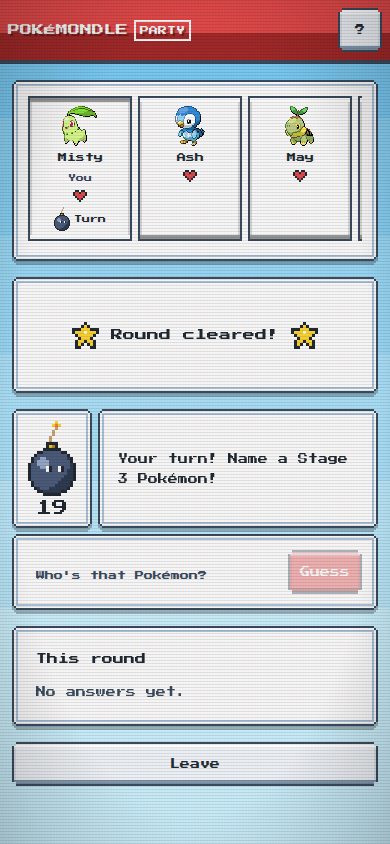 POKéMONDLE PARTY
?
Misty
You
Turn
Ash
May
Round cleared!
19
Your turn! Name a Stage
3 Pokémon!
Who's that Pokémon?
Guess
This round
No answers yet.
Leave